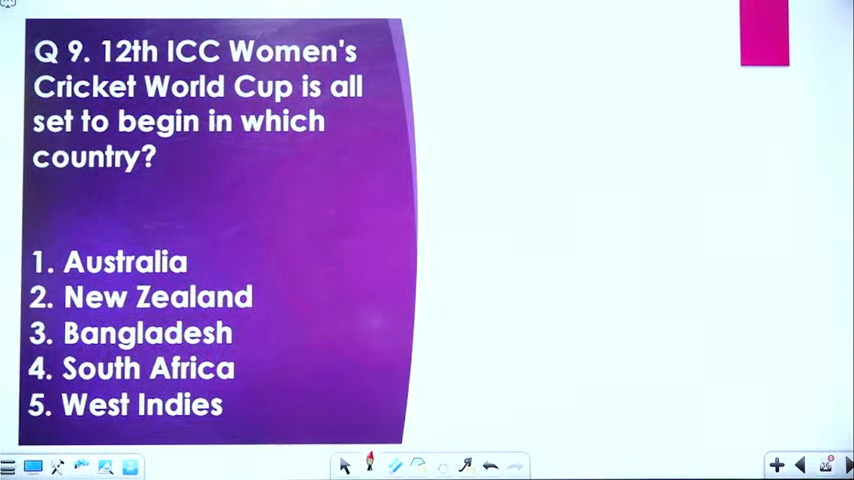 Q 9. 12th ICC Women's
Cricket World Cup is all
set to begin in which
country?
1. Australia
2. New Zealand
3. Bangladesh
4. South Africa
5. West Indies